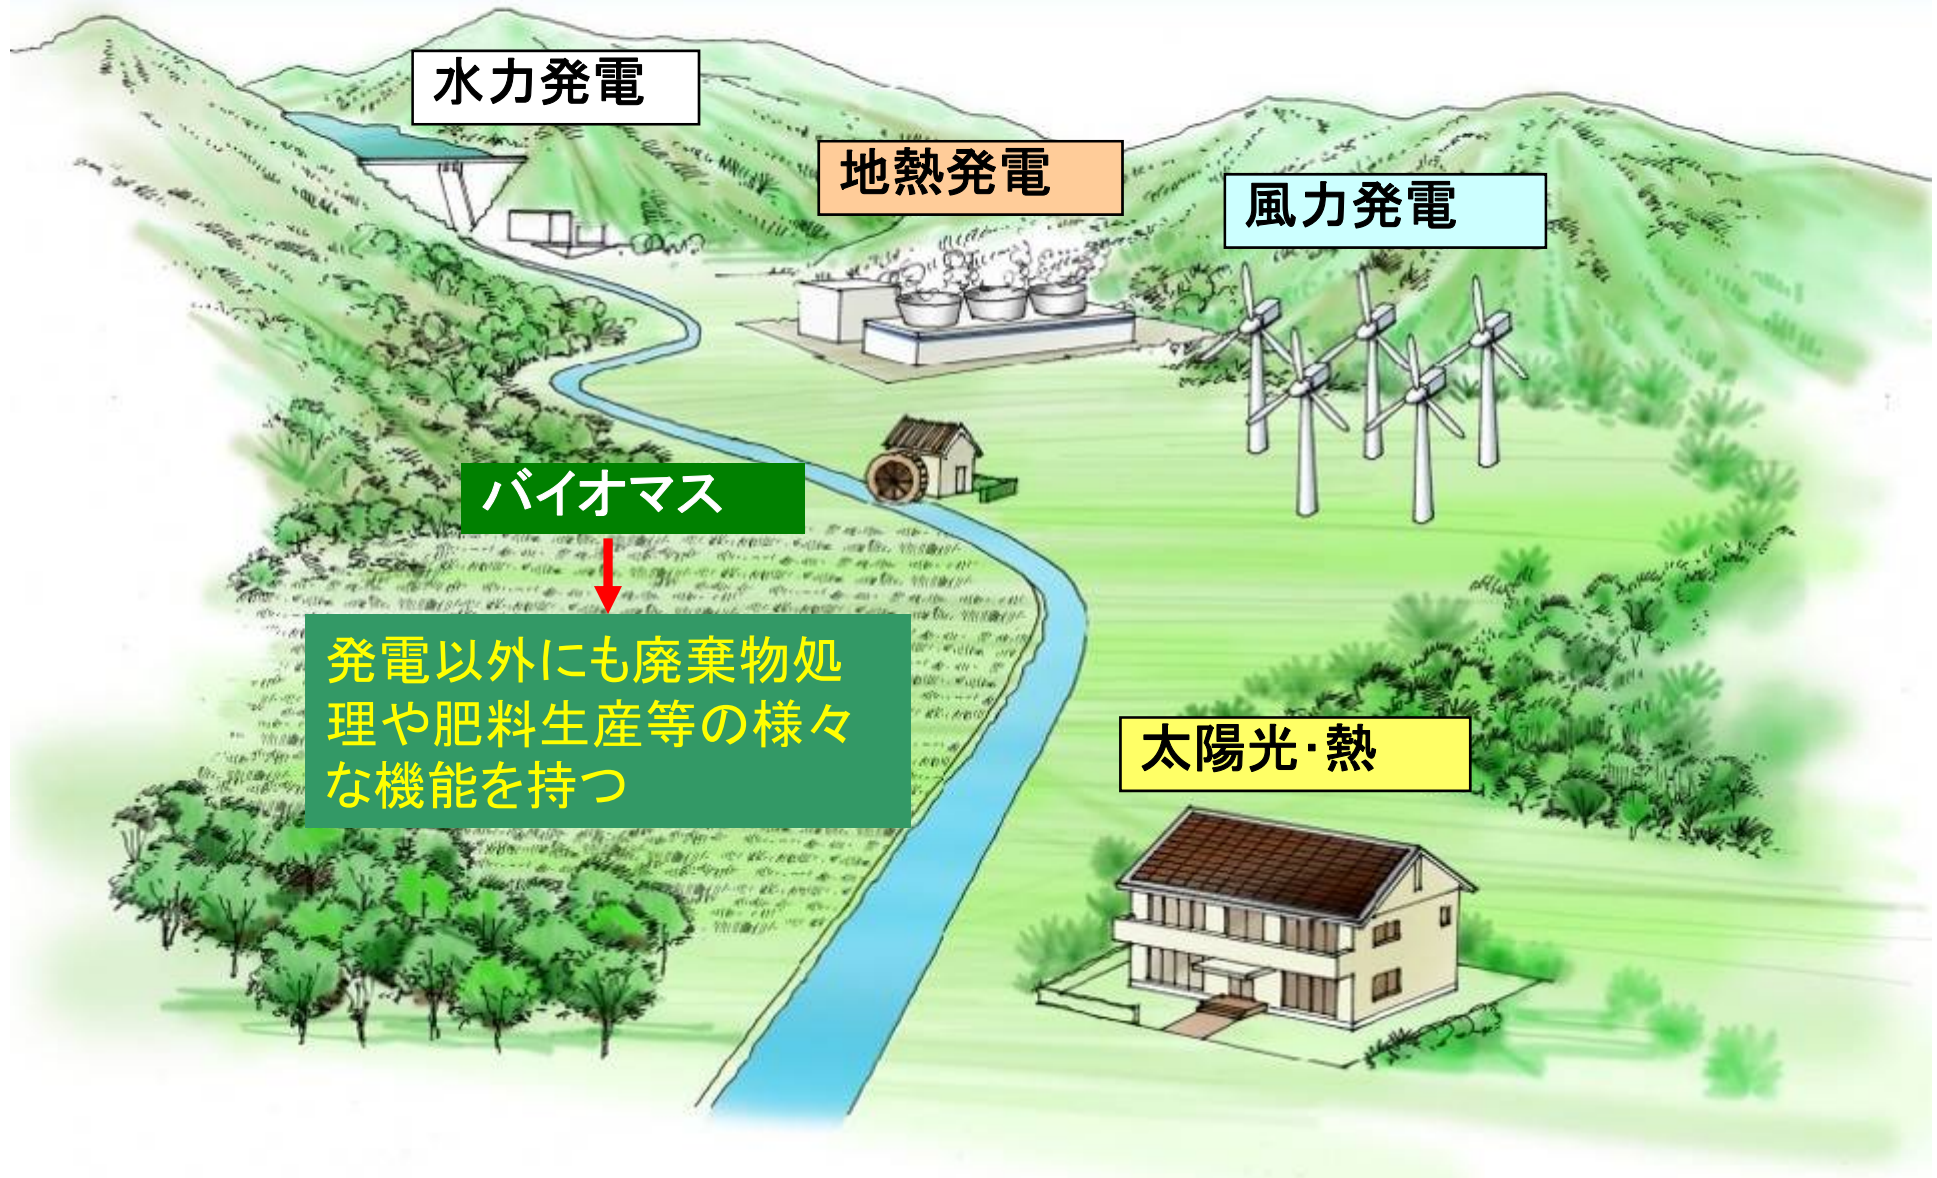 水力発電
地熱発電
風力発電
バイオマス
発電以外にも廃棄物処
理や肥料生産等の様々
な機能を持つ
太陽光・熱